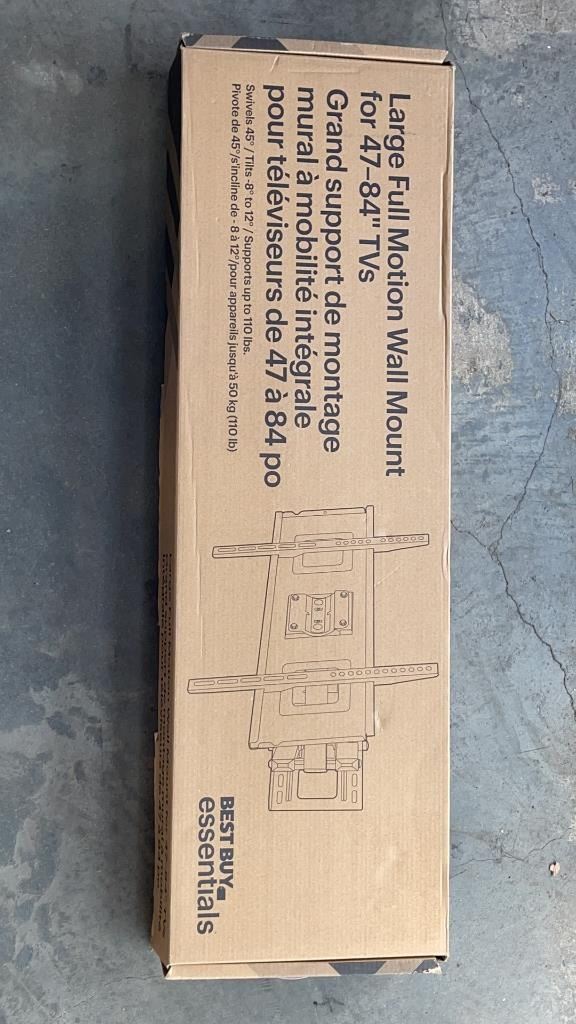 Large Full Motion Wall Mount
for 47–84" TVs
Grand support de montage
mural à mobilité intégrale
pour téléviseurs de 47 à 84 po
Swivels 45° / Tilts -8° to 12° / Supports up to 110 lbs.
Pivote de 45°/s'incline de - 8 à 12°/pour appareils jusqu'à 50 kg (110 lb)
BEST BUY
essentials